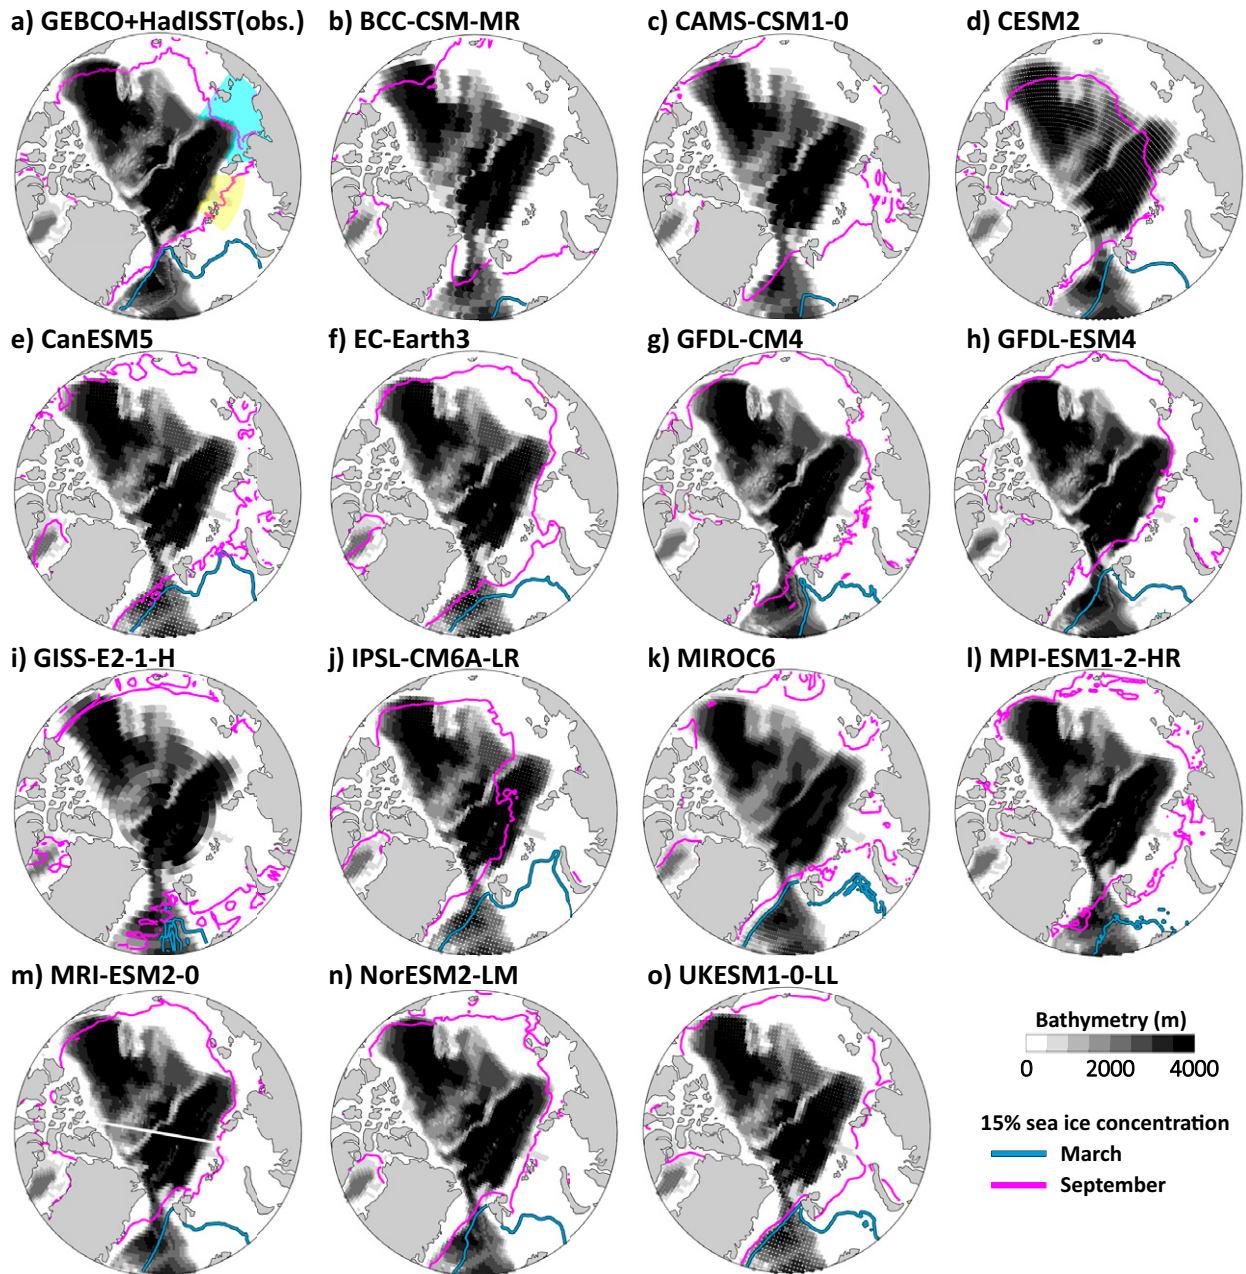 a) GEBCO+HadISST(obs.)
b) BCC-CSM-MR
c) CAMS-CSM1-0
d) CESM2
e) CanESM5
f) EC-Earth3
g) GFDL-CM4
h) GFDL-ESM4
i) GISS-E2-1-H
j) IPSL-CM6A-LR
k) MIROC6
l) MPI-ESM1-2-HR
m) MRI-ESM2-0
n) NorESM2-LM
o) UKESM1-0-LL
Bathymetry (m)
0 2000 4000
15% sea ice concentration
March
September